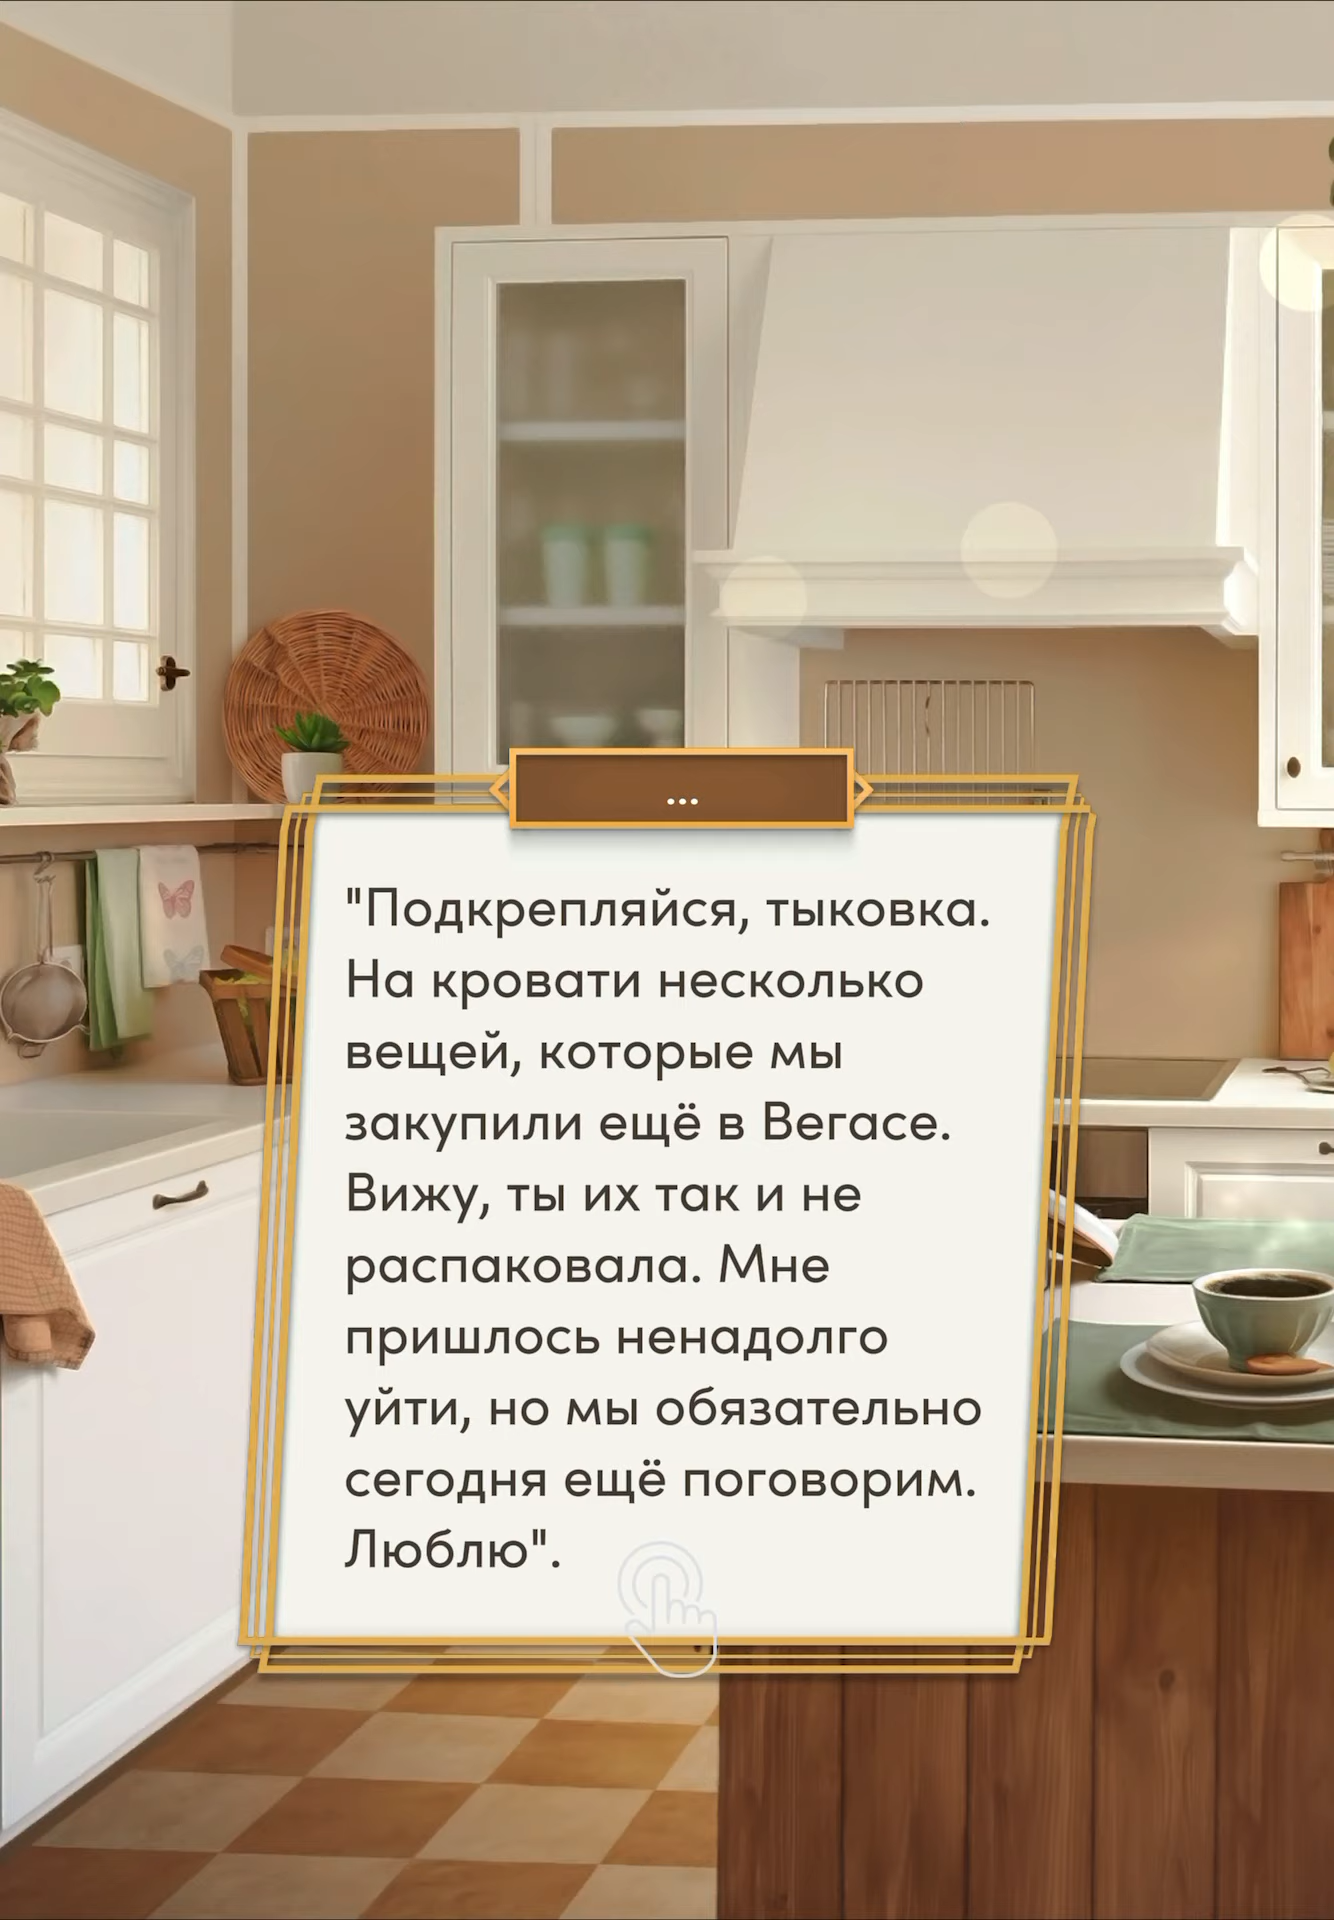 ...
"Подкрепляйся, тыковка.
На кровати несколько
вещей, которые мы
закупили ещё в Вегасе.
Вижу, ты их так и не
распаковала. Мне
пришлось ненадолго
уйти, но мы обязательно
сегодня ещё поговорим.
Люблю".